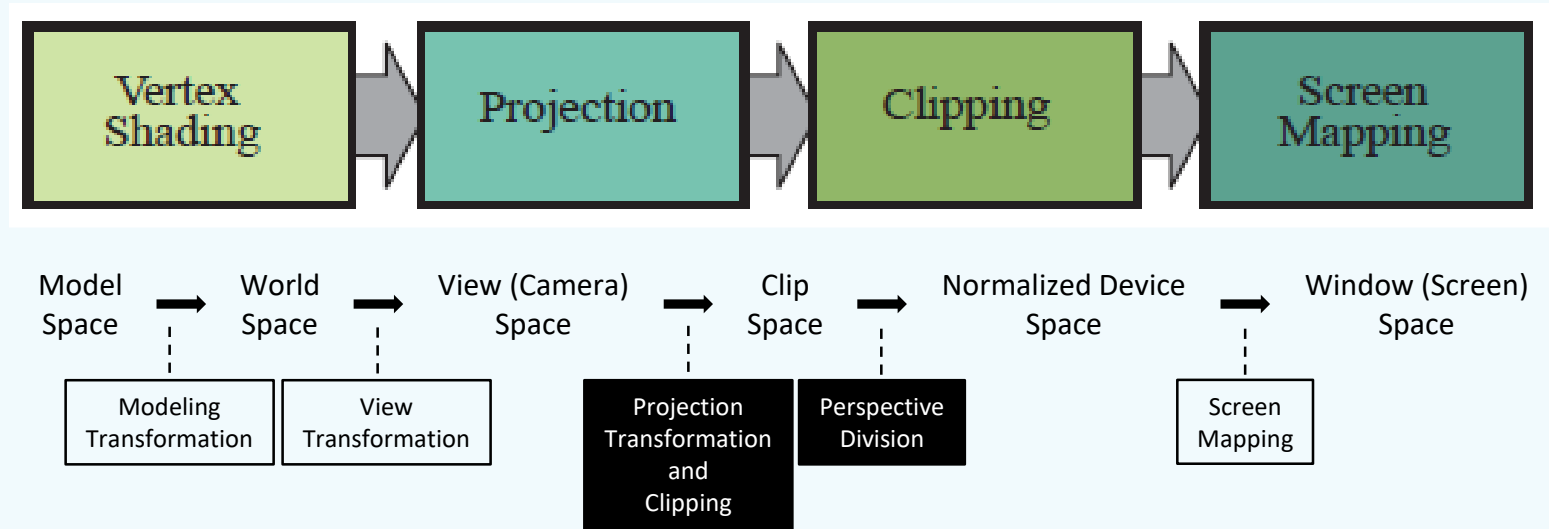 Vertex
Shading
Projection
Clipping
Screen
Mapping
Model
Space
World
Space
View (Camera)
Space
Clip
Space
Normalized Device
Space
Window (Screen)
Space
Modeling
Transformation
View
Transformation
Projection
Transformation
and
Clipping
Perspective
Division
Screen
Mapping